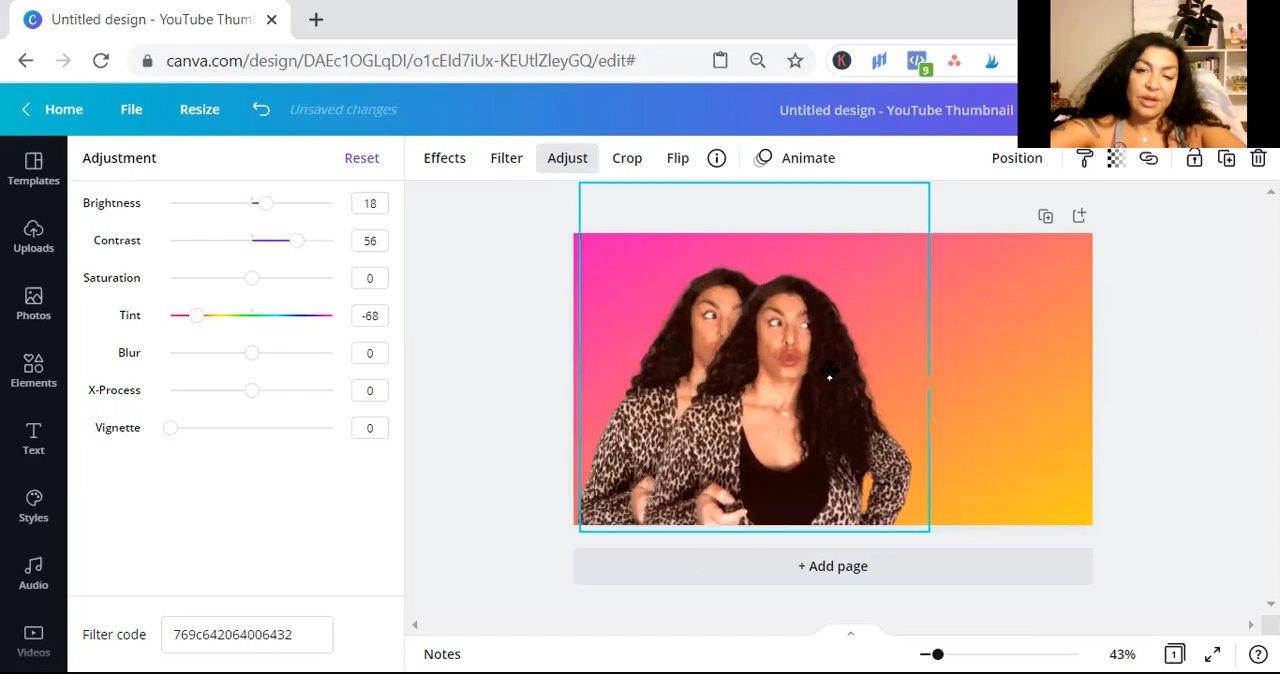 Untitled design - YouTube Thum
canva.com/design/DAEc1OGLqDI/o1cEId7iUx-KEUtlZleyGQ/edit#
9
Home
File
Resize
Unsaved changes
Untitled design - YouTube Thumbnail
Adjustment
Reset
Effects
Filter
Adjust
Crop
Flip
Animate
Position
Templates
Uploads
Photos
Elements
Text
Styles
Audio
Videos
Brightness 18
Contrast 56
Saturation 0
Tint -68
Blur 0
X-Process 0
Vignette 0
Filter code 769c642064006432
+ Add page
Notes
43%
1
?